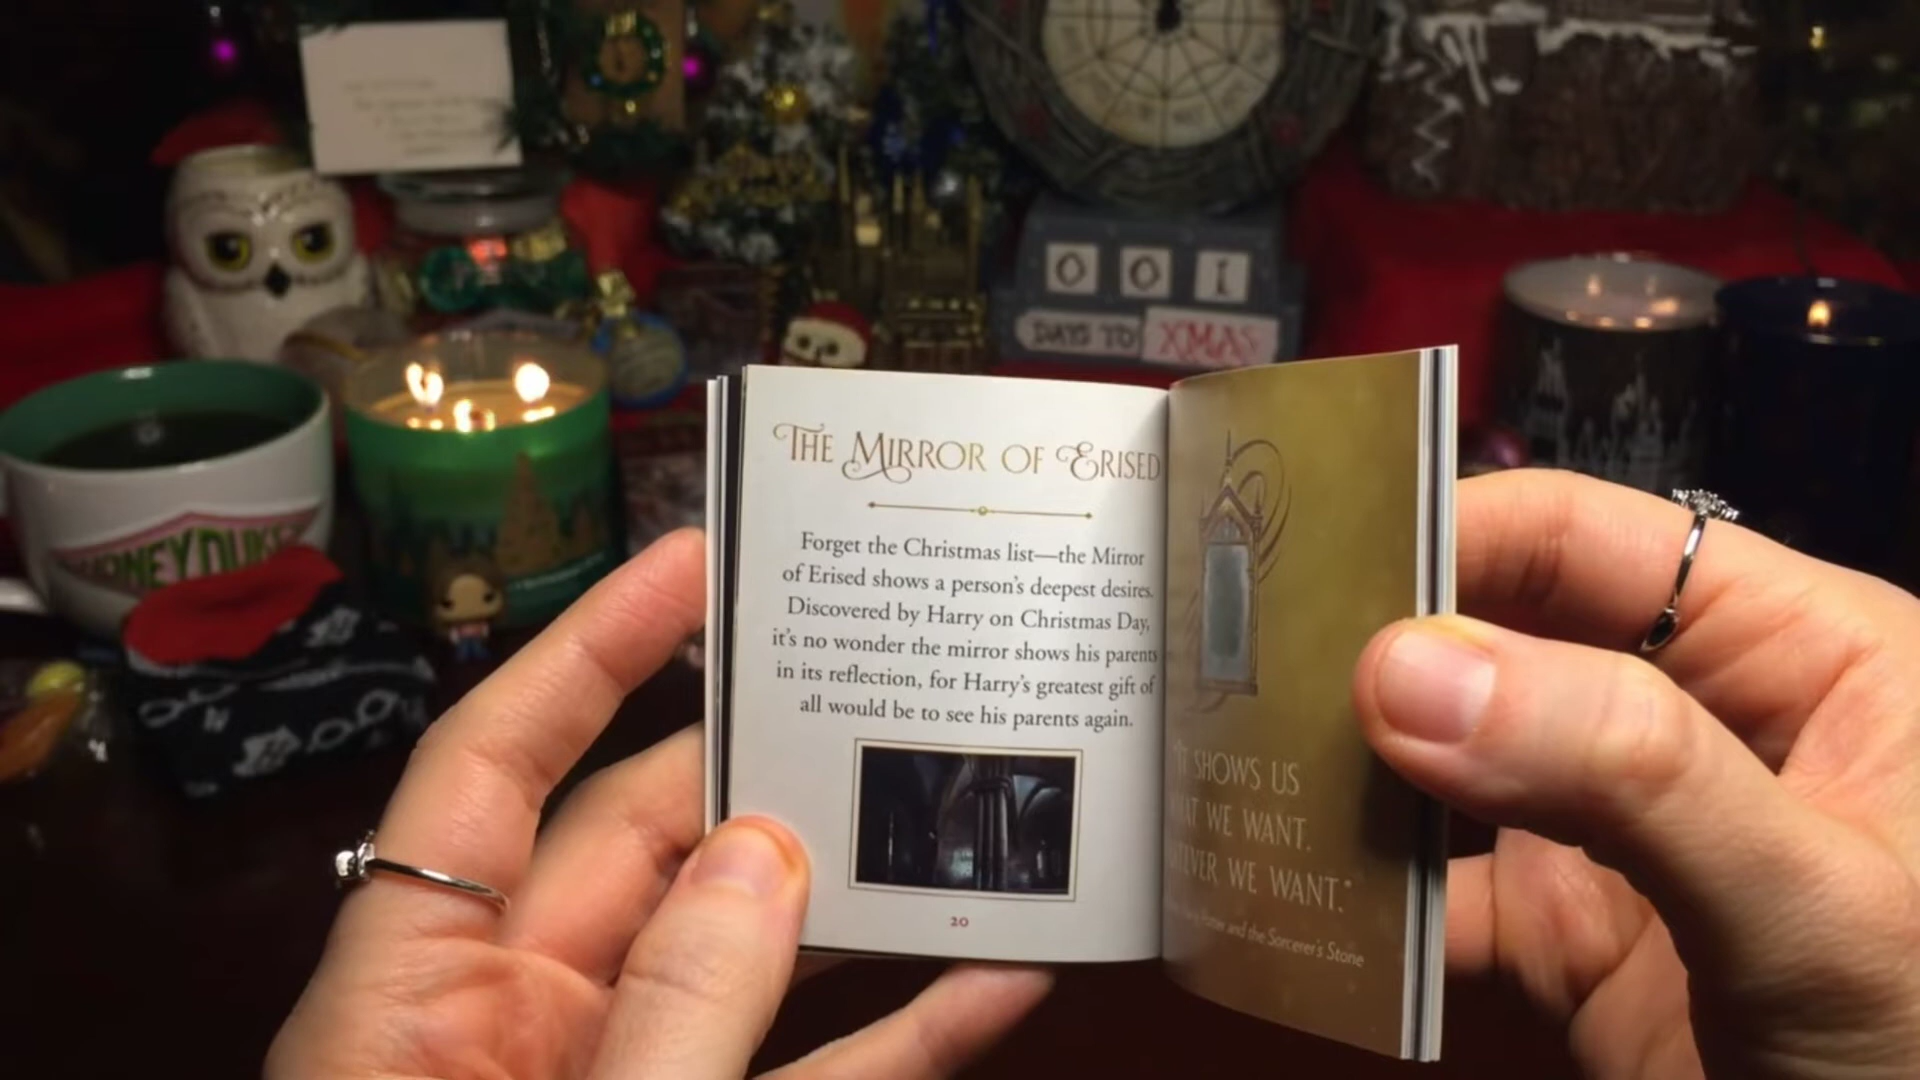 0 0 1
DAYS TO XMAS
THE MIRROR OF ERISED
Forget the Christmas list—the Mirror
of Erised shows a person's deepest desires.
Discovered by Harry on Christmas Day,
it's no wonder the mirror shows his parents
in its reflection, for Harry's greatest gift of
all would be to see his parents again.
20
SHOWS US
WE WANT.
WE WANT."
and the Sorcerer's Stone